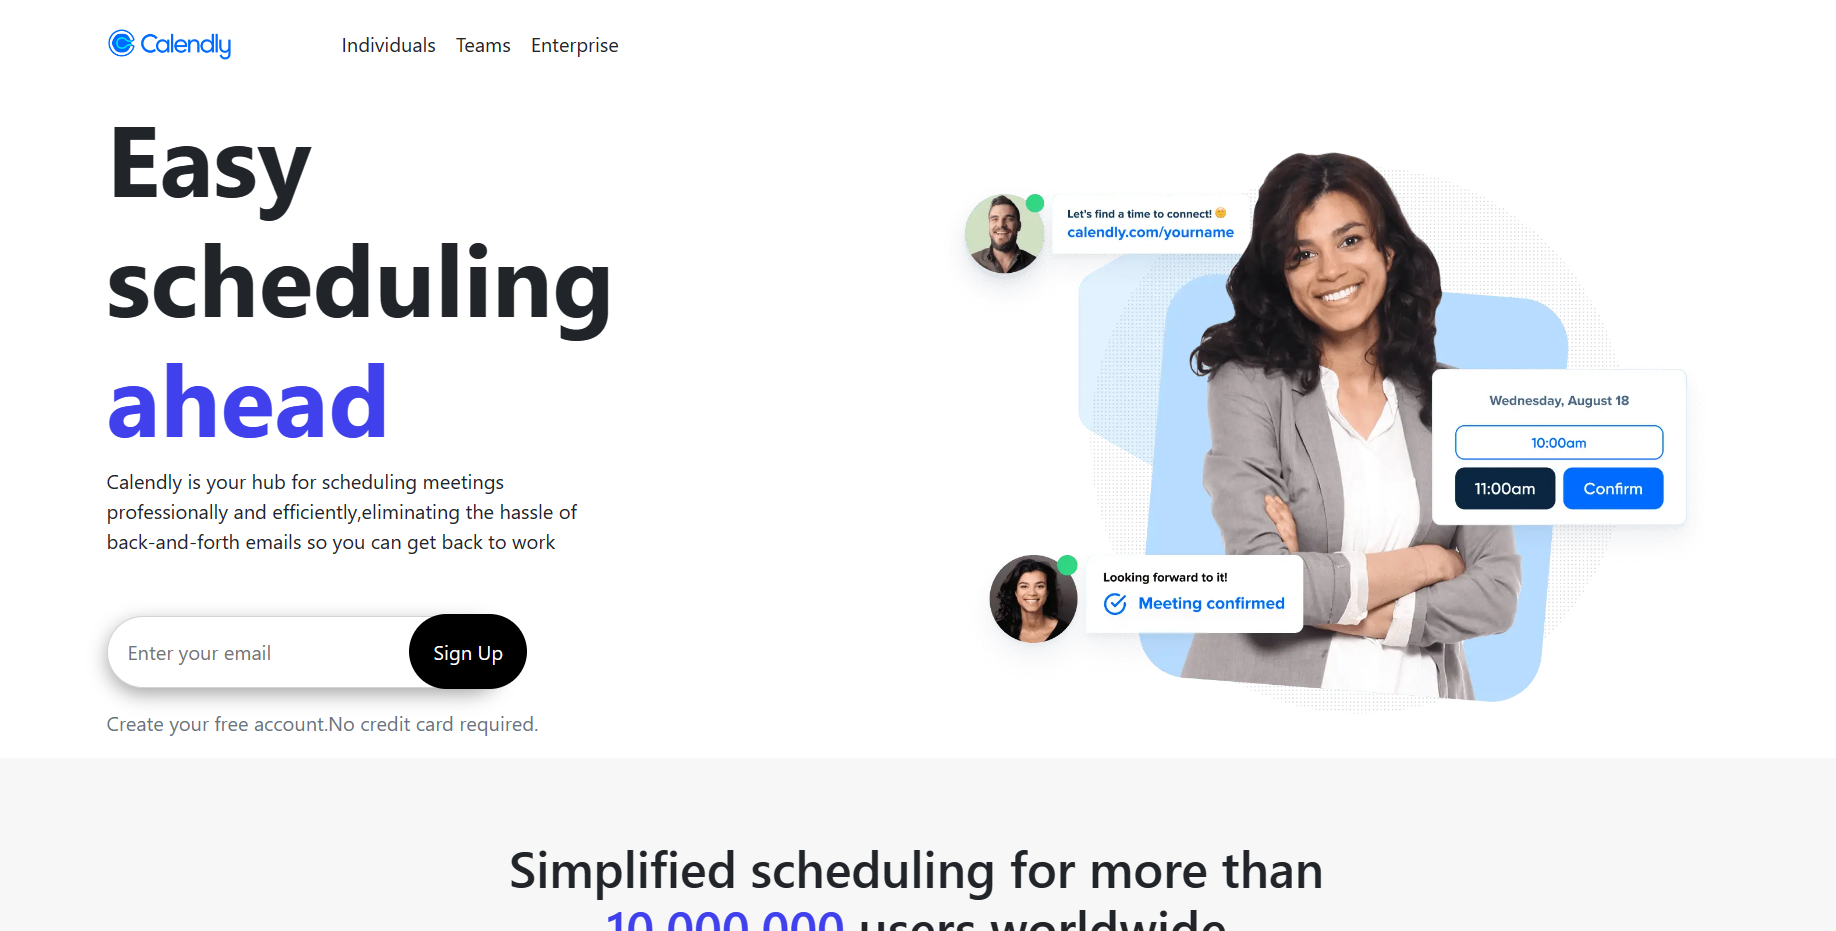 Calendly
Individuals Teams Enterprise
Easy
scheduling
ahead
Calendly is your hub for scheduling meetings
professionally and efficiently,eliminating the hassle of
back-and-forth emails so you can get back to work
Enter your email
Sign Up
Create your free account.No credit card required.
Let's find a time to connect!
calendly.com/yourname
Wednesday, August 18
10:00am
11:00am Confirm
Looking forward to it!
Meeting confirmed
Simplified scheduling for more than
10,000,000 users worldwide